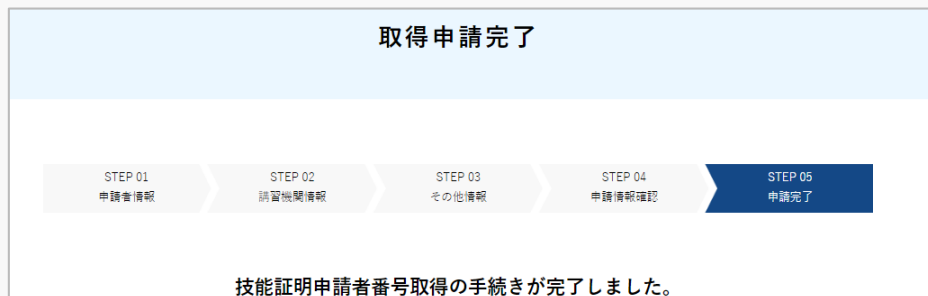 取得申請完了
STEP 01
申請者情報
STEP 02
講習機関情報
STEP 03
その他情報
STEP 04
申請情報確認
STEP 05
申請完了
技能証明申請者番号取得の手続きが完了しました。